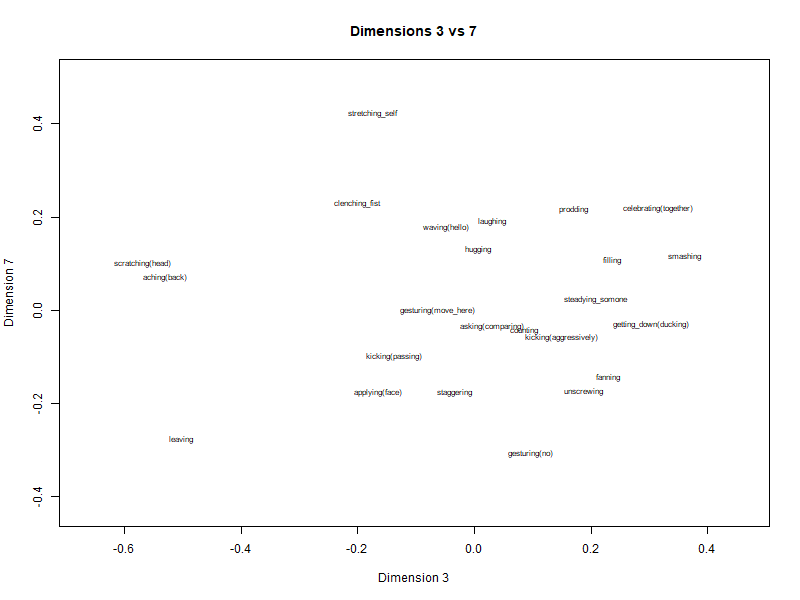 Dimensions 3 vs 7
stretching_self
clenching_fist
prodding
celebrating(together)
laughing
waving(hello)
hugging
smashing
filling
scratching(head)
aching(back)
steadying_somone
gesturing(move_here)
getting_down(ducking)
asking(comparing)
counting
kicking(aggressively)
kicking(passing)
fanning
unscrewing
applying(face)
staggering
leaving
gesturing(no)
Dimension 7
0.4
0.2
0.0
-0.2
-0.4
-0.6
-0.4
-0.2
0.0
0.2
0.4
Dimension 3